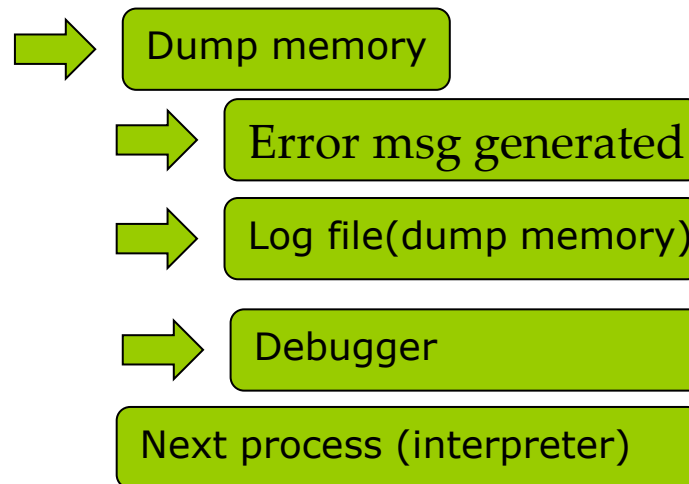 Dump memory
Error msg generated
Log file(dump memory)
Debugger
Next process (interpreter)